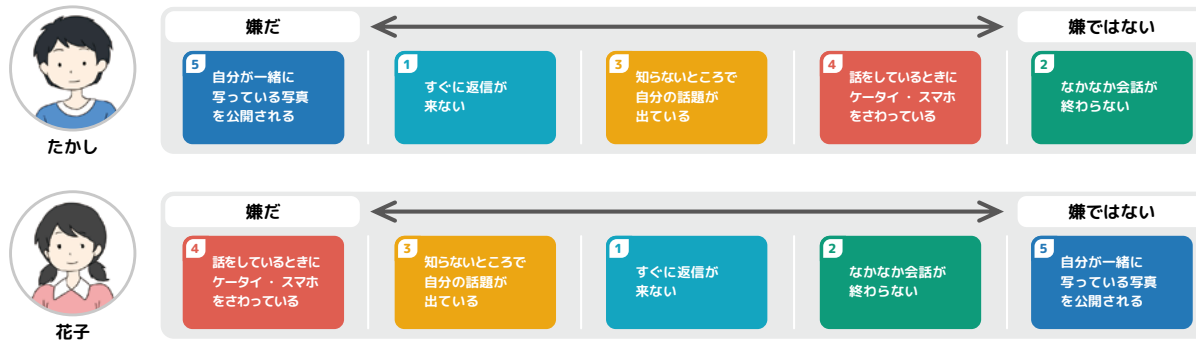 嫌だ
嫌ではない
5
自分が一緒に
写っている写真
を公開される
1
すぐに返信が
来ない
3
知らないところで
自分の話題が
出ている
4
話をしているときに
ケータイ ・ スマホ
をさわっている
2
なかなか会話が
終わらない
たかし
嫌だ
嫌ではない
4
話をしているときに
ケータイ ・ スマホ
をさわっている
3
知らないところで
自分の話題が
出ている
1
すぐに返信が
来ない
2
なかなか会話が
終わらない
5
自分が一緒に
写っている写真
を公開される
花子